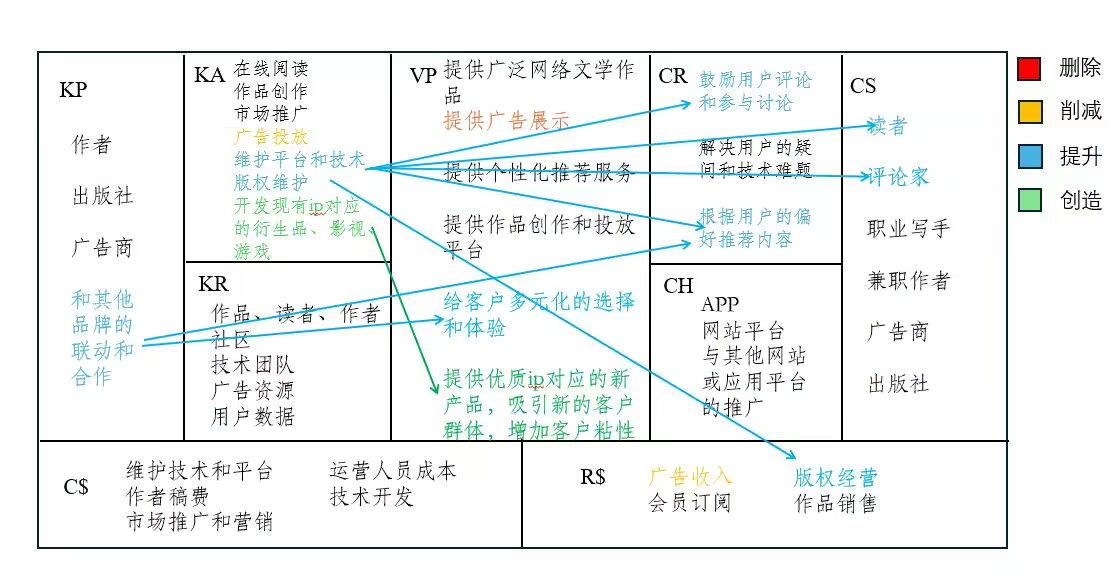 KP
作者
出版社
广告商
和其他
品牌的
联动和
合作
KA
在线阅读
作品创作
市场推广
广告投放
维护平台和技术
版权维护
开发现有ip对应
的衍生品、影视、
游戏
KR
作品、读者、作者
社区
技术团队
广告资源
用户数据
VP
提供广泛网络文学作
品
提供广告展示
提供个性化推荐服务
提供作品创作和投放
平台
给客户多元化的选择
和体验
提供优质ip对应的新
产品，吸引新的客户
群体，增加客户粘性
CR
鼓励用户评论
和参与讨论
解决用户的疑
问和技术难题
根据用户的偏
好推荐内容
CH
APP
网站平台
与其他网站
或应用平台
的推广
CS
读者
评论家
职业写手
兼职作者
广告商
出版社
C$
维护技术和平台
作者稿费
市场推广和营销
运营人员成本
技术开发
R$
广告收入
会员订阅
版权经营
作品销售
删除
削减
提升
创造